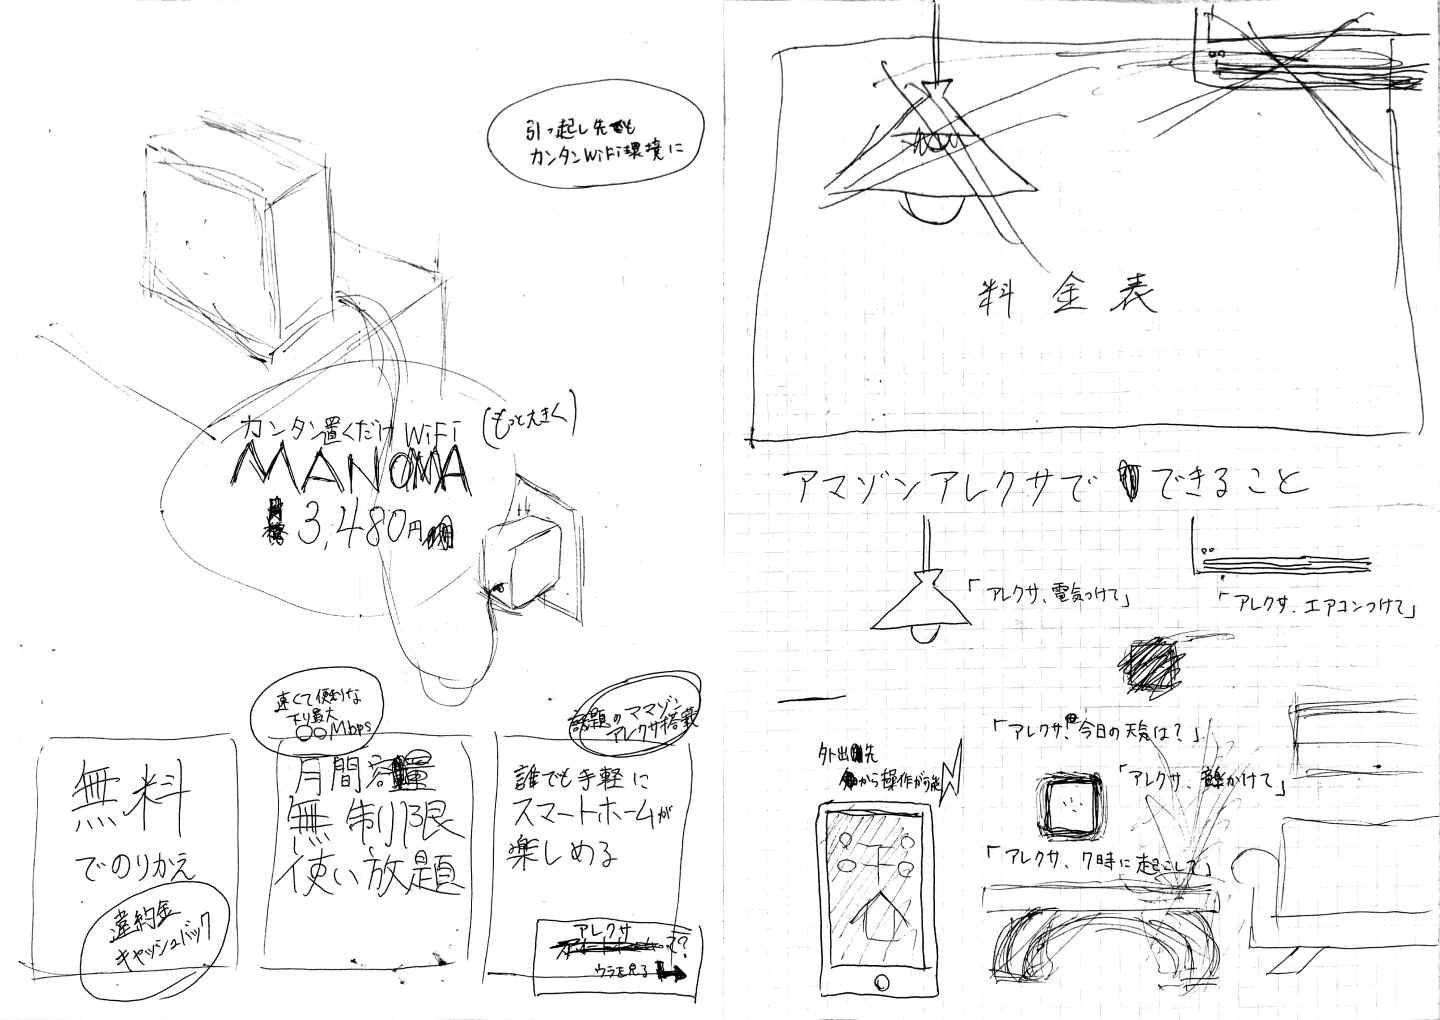 引っ起し先でも
カンタンWiFi環境に
カンタン置くだけWiFi
(もっと大きく)
MANOMA
3,480円
速くて便利な
下り最大
〇〇Mbps
話題のママゾン
アレクサ搭載
無料
でのりかえ
違約金
キャッシュバック
月間容量
無制限
使い放題
誰でも手軽に
スマートホームが
楽しめる
アレクサ
??
ウラを見る
料金表
アマゾンアレクサで できること
「アレクサ、電気つけて」
「アレクサ、エアコンつけて」
「アレクサ、今日の天気は?」
「アレクサ、 かけて」
「アレクサ、7時に起こして」
外出先
から操作が可能